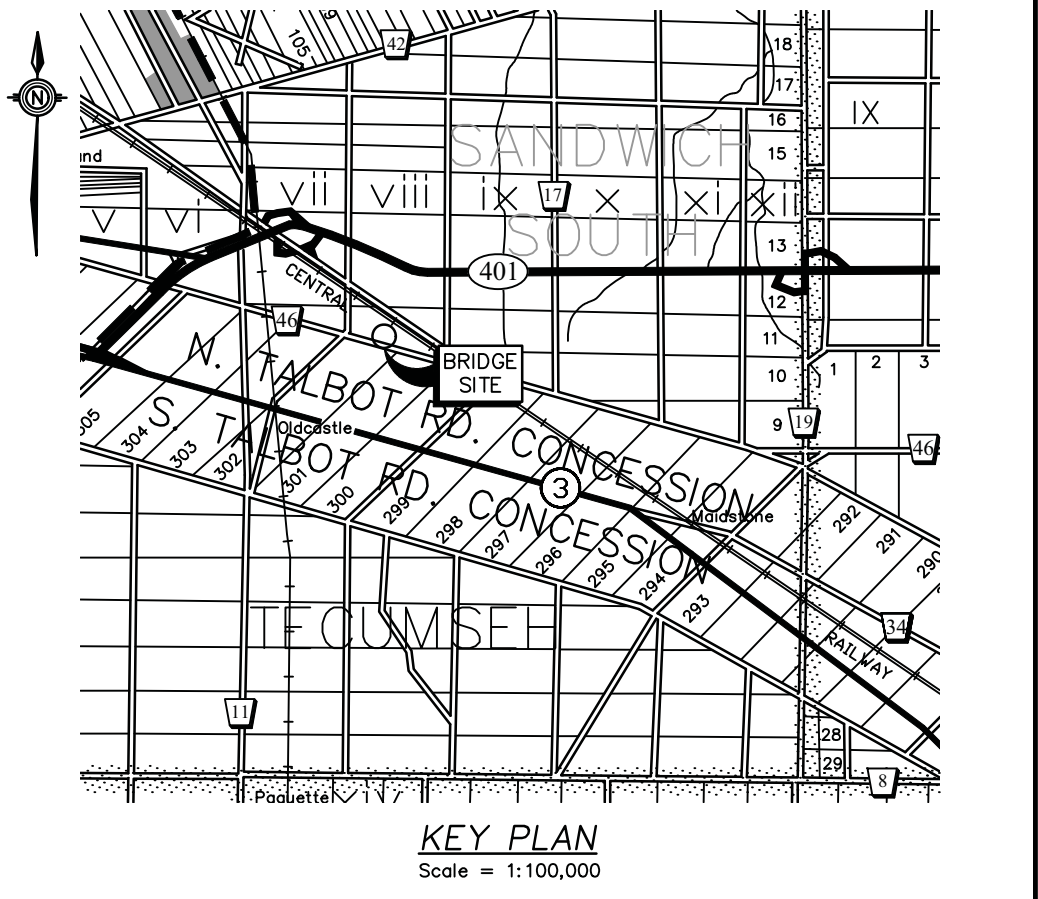 42
105
18
17
16
IX
N
SANDWICH
15
vii viii ix 17 x xi xii
v vi
SOUTH
13
401
CENTRAL
12
46
11
N. TALBOT RD. CONCESSION
BRIDGE
SITE
1 2 3
10
9
19
46
S. TALBOT RD. CONCESSION
Oldcastle
304
303
302
301
300
299
298
297
296
295
294
293
3
Maidstone
292
291
290
TECUMSEH
34
RAILWAY
11
28
29
8
Paquette
KEY PLAN
Scale = 1:100,000